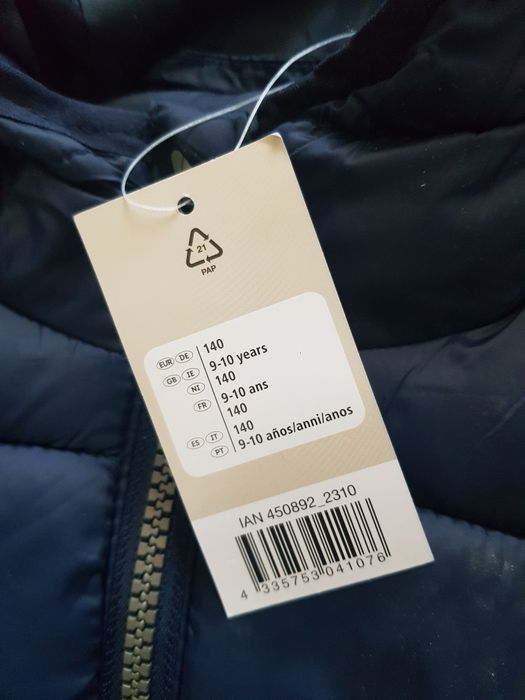 21
PAP
EUR DE 140
GB IE 9-10 years
NI 140
FR 9-10 ans
140
ES IT 140
PT 9-10 años/anni/anos
IAN 450892_2310
4 335753 041076